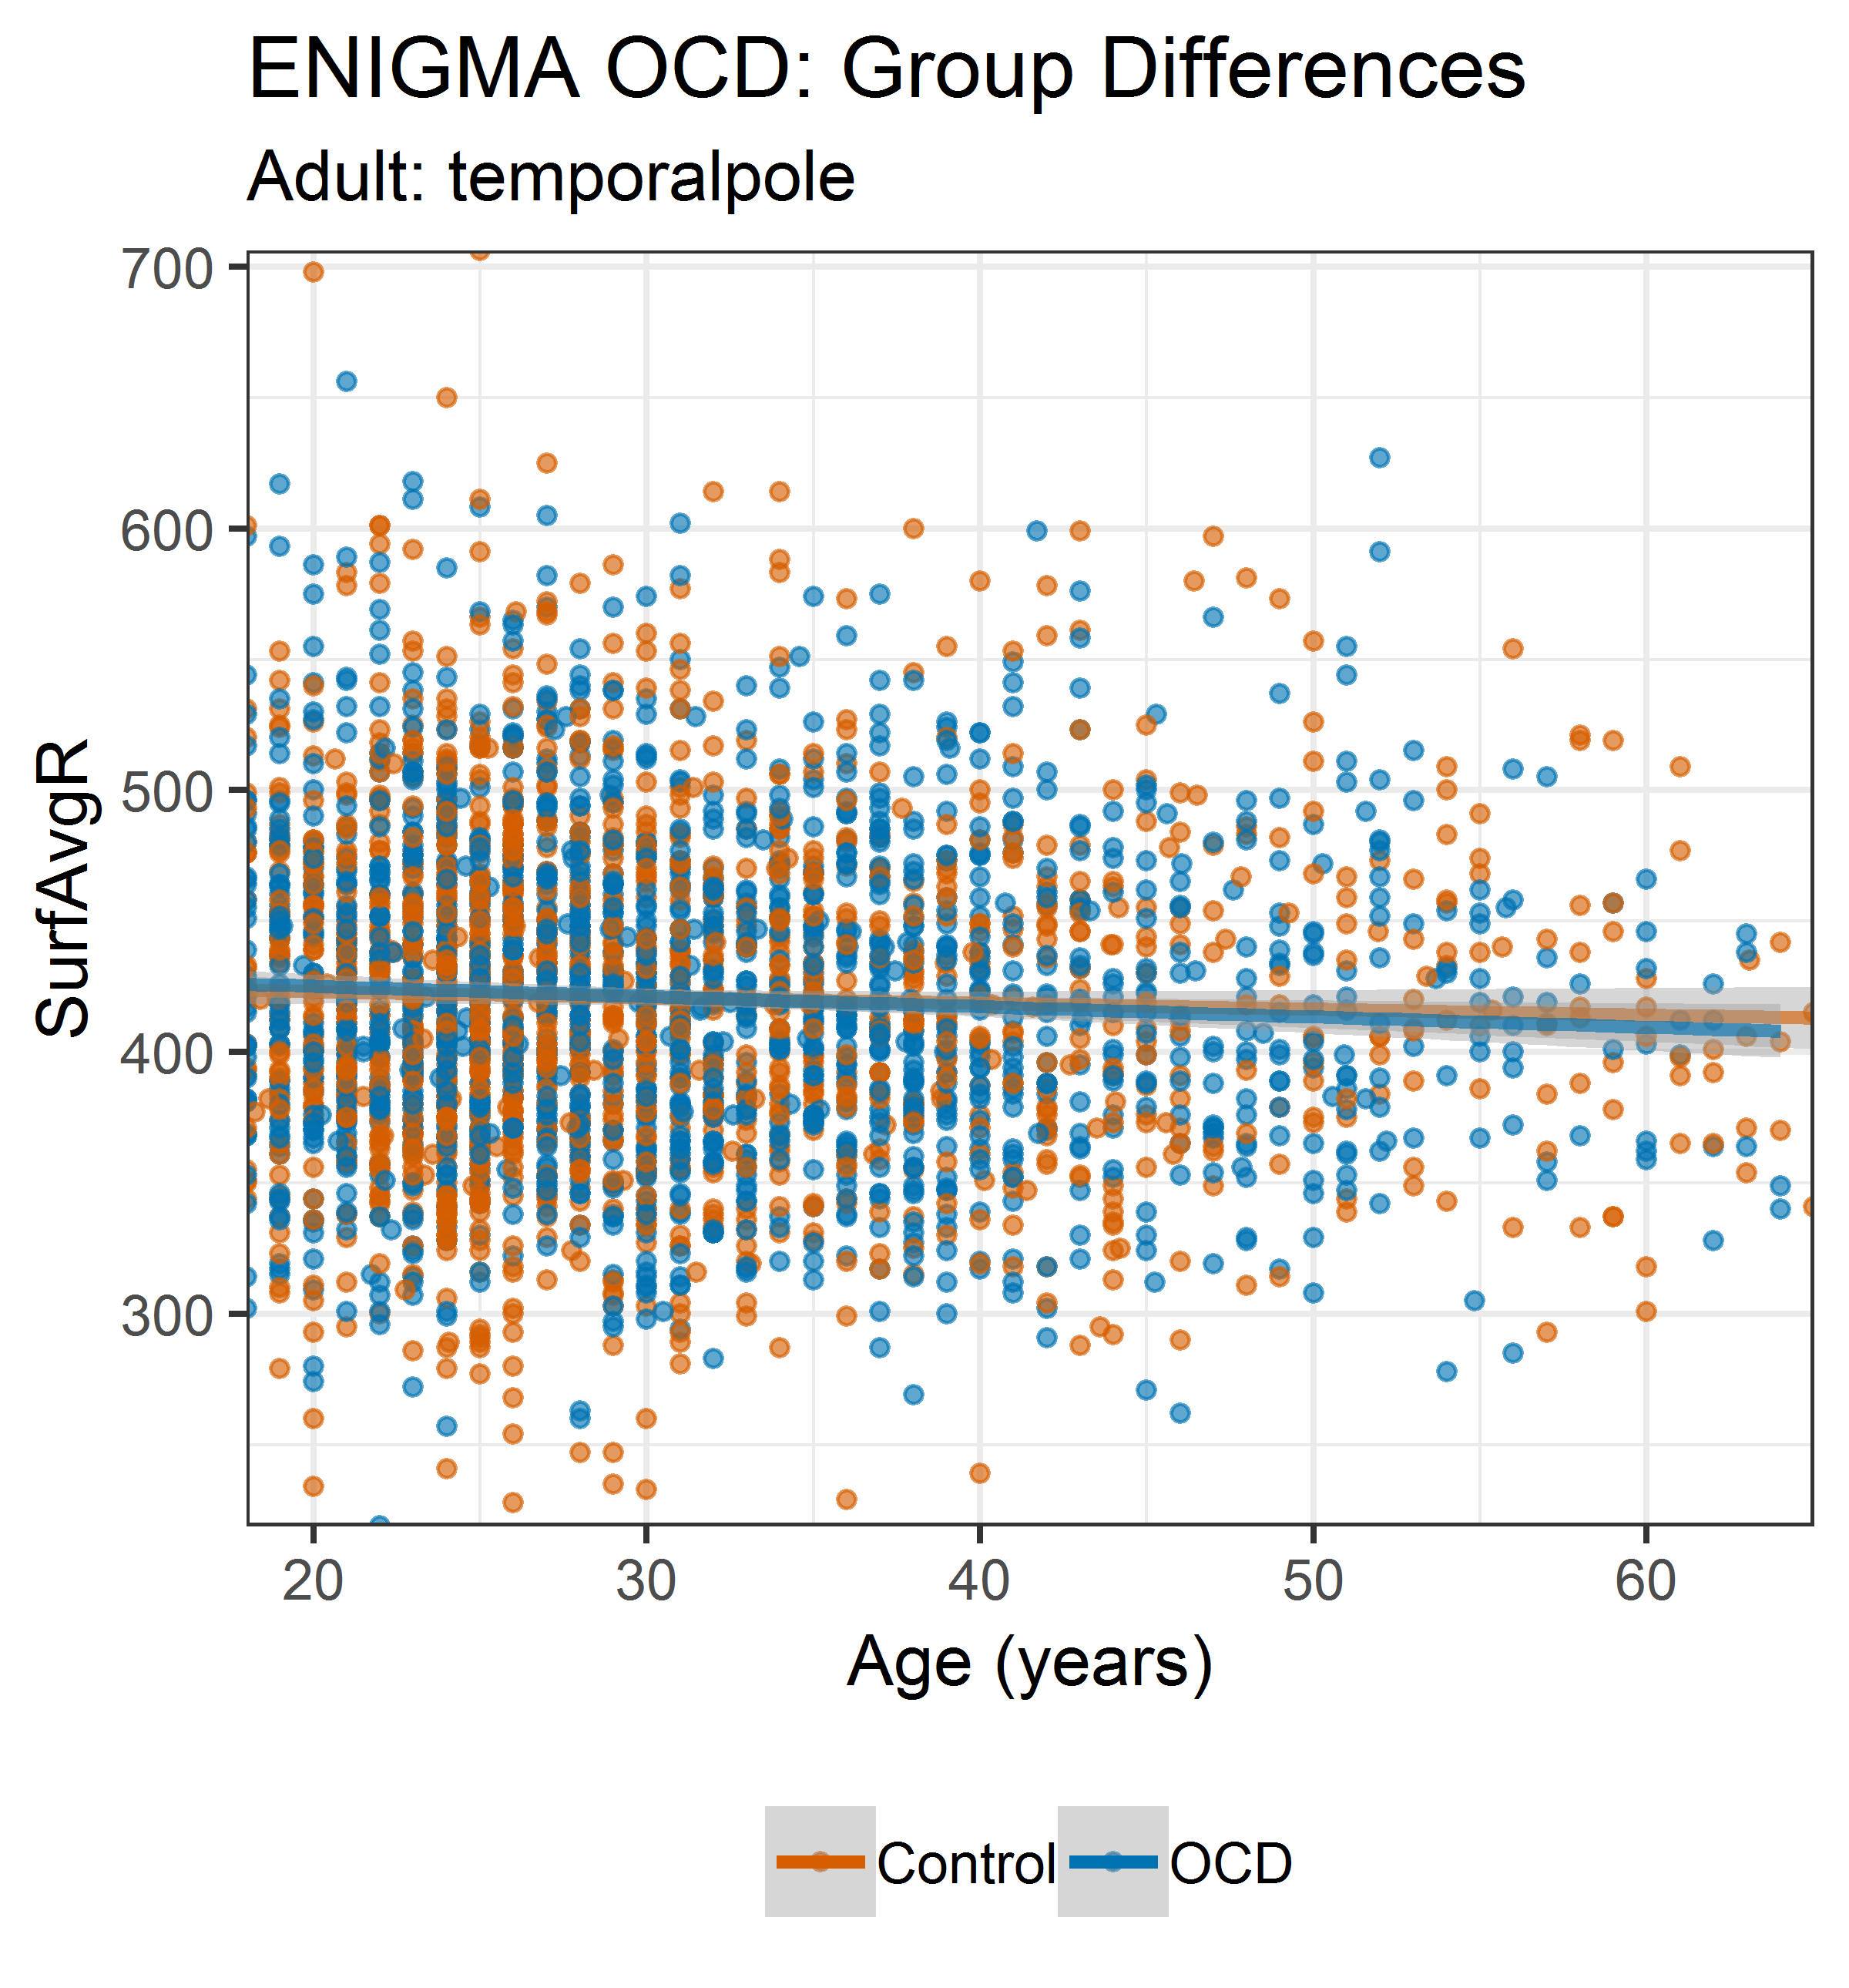 ENIGMA OCD: Group Differences
Adult: temporalpole
700
600
500
400
300
SurfAvgR
20 30 40 50 60
Age (years)
Control OCD